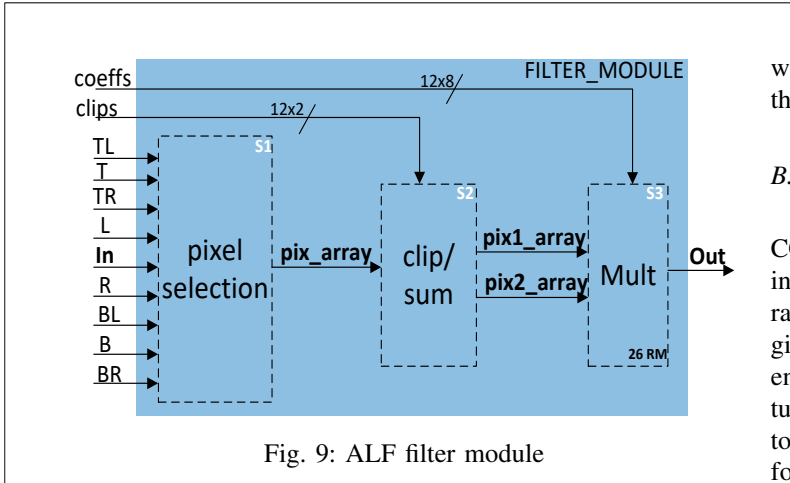 coeffs
12x8
FILTER_MODULE
clips
12x2
TL
T
TR
L
In
R
BL
B
BR
S1
pixel
selection
pix_array
S2
clip/
sum
pix1_array
pix2_array
S3
Mult
26 RM
Out
Fig. 9: ALF filter module
w
th
B.
in
ra
gi
en
tu
to
fo